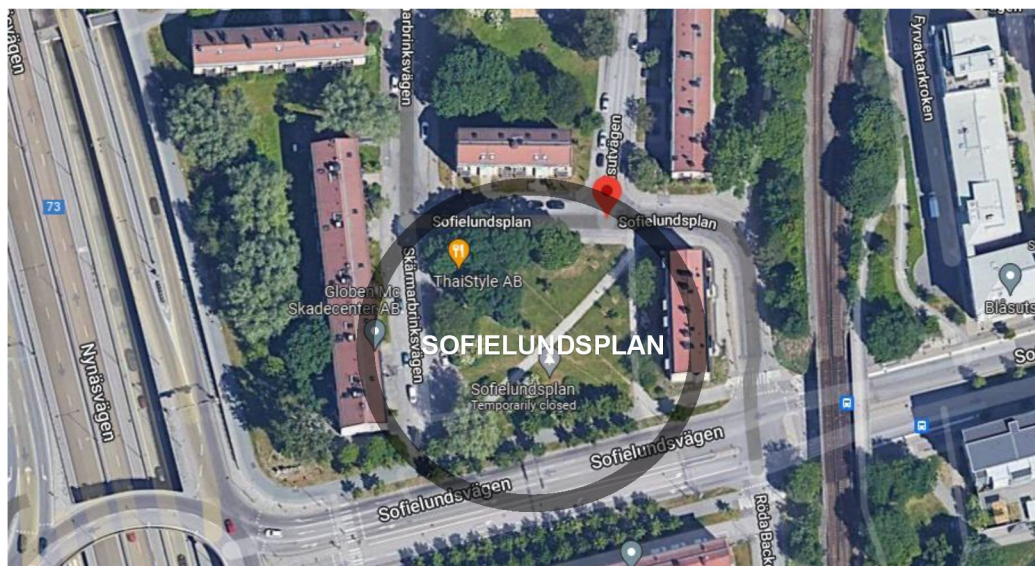 Skärmarbrinksvägen
Fyrvaktarkroken
73
Sofielundsplan
Sofielundsplan
ThaiStyle AB
Globen Mc
Skadecenter AB
Skärmarbrinksvägen
SOFIELUNDSPLAN
Sofielundsplan
Temporarily closed
Nynäsvägen
Sofielundsvägen
Sofielundsvägen
Röda Back